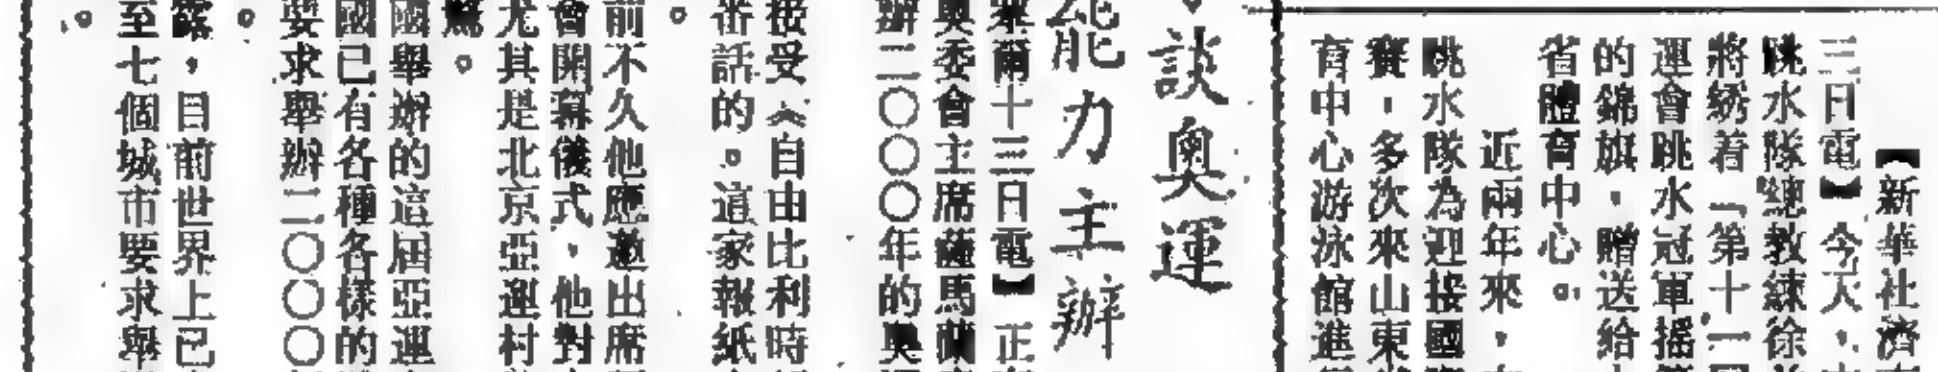 【新華社濟
三日電】今天，
跳水隊總教練徐
將綉着「第十一
運會跳水冠軍搖
的錦旗，贈送給
省體育中心。
近兩年來，
跳水隊為迎接國
賽，多次來山東
育中心游泳館進
談奧運
能力主辦
爾十三日電】正
奧委會主席薩馬蘭
辦二〇〇〇年的奧
接受《自由比利時
番話的。這家報紙
。
前不久他應邀出席
會開幕儀式，他對
尤其是北京亞運村
。
國舉辦的這屆亞運
國已有各種各樣的
要求舉辦二〇〇〇
。
露，目前世界上已
至七個城市要求舉
。